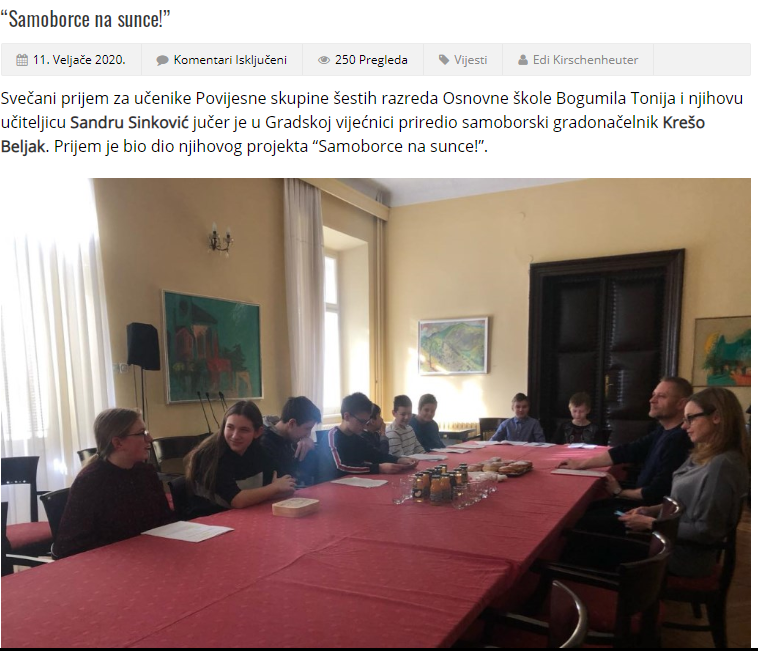 “Samoborce na sunce!”
11. Veljače 2020. Komentari Isključeni 250 Pregleda Vijesti Edi Kirschenheuter
Svečani prijem za učenike Povijesne skupine šestih razreda Osnovne škole Bogumila Tonija i njihovu
učiteljicu Sandru Sinković jučer je u Gradskoj vijećnici priredio samoborski gradonačelnik Krešo
Beljak. Prijem je bio dio njihovog projekta “Samoborce na sunce!”.